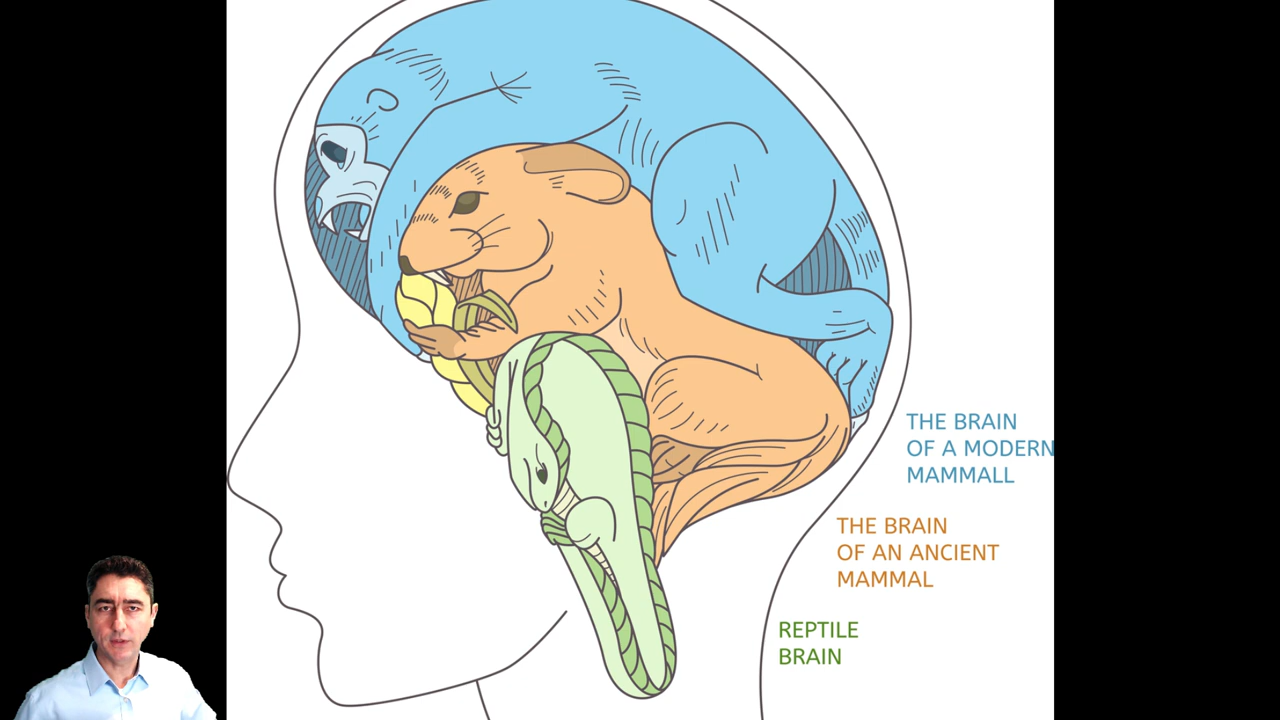 THE BRAIN
OF A MODERN
MAMMALL
THE BRAIN
OF AN ANCIENT
MAMMAL
REPTILE
BRAIN